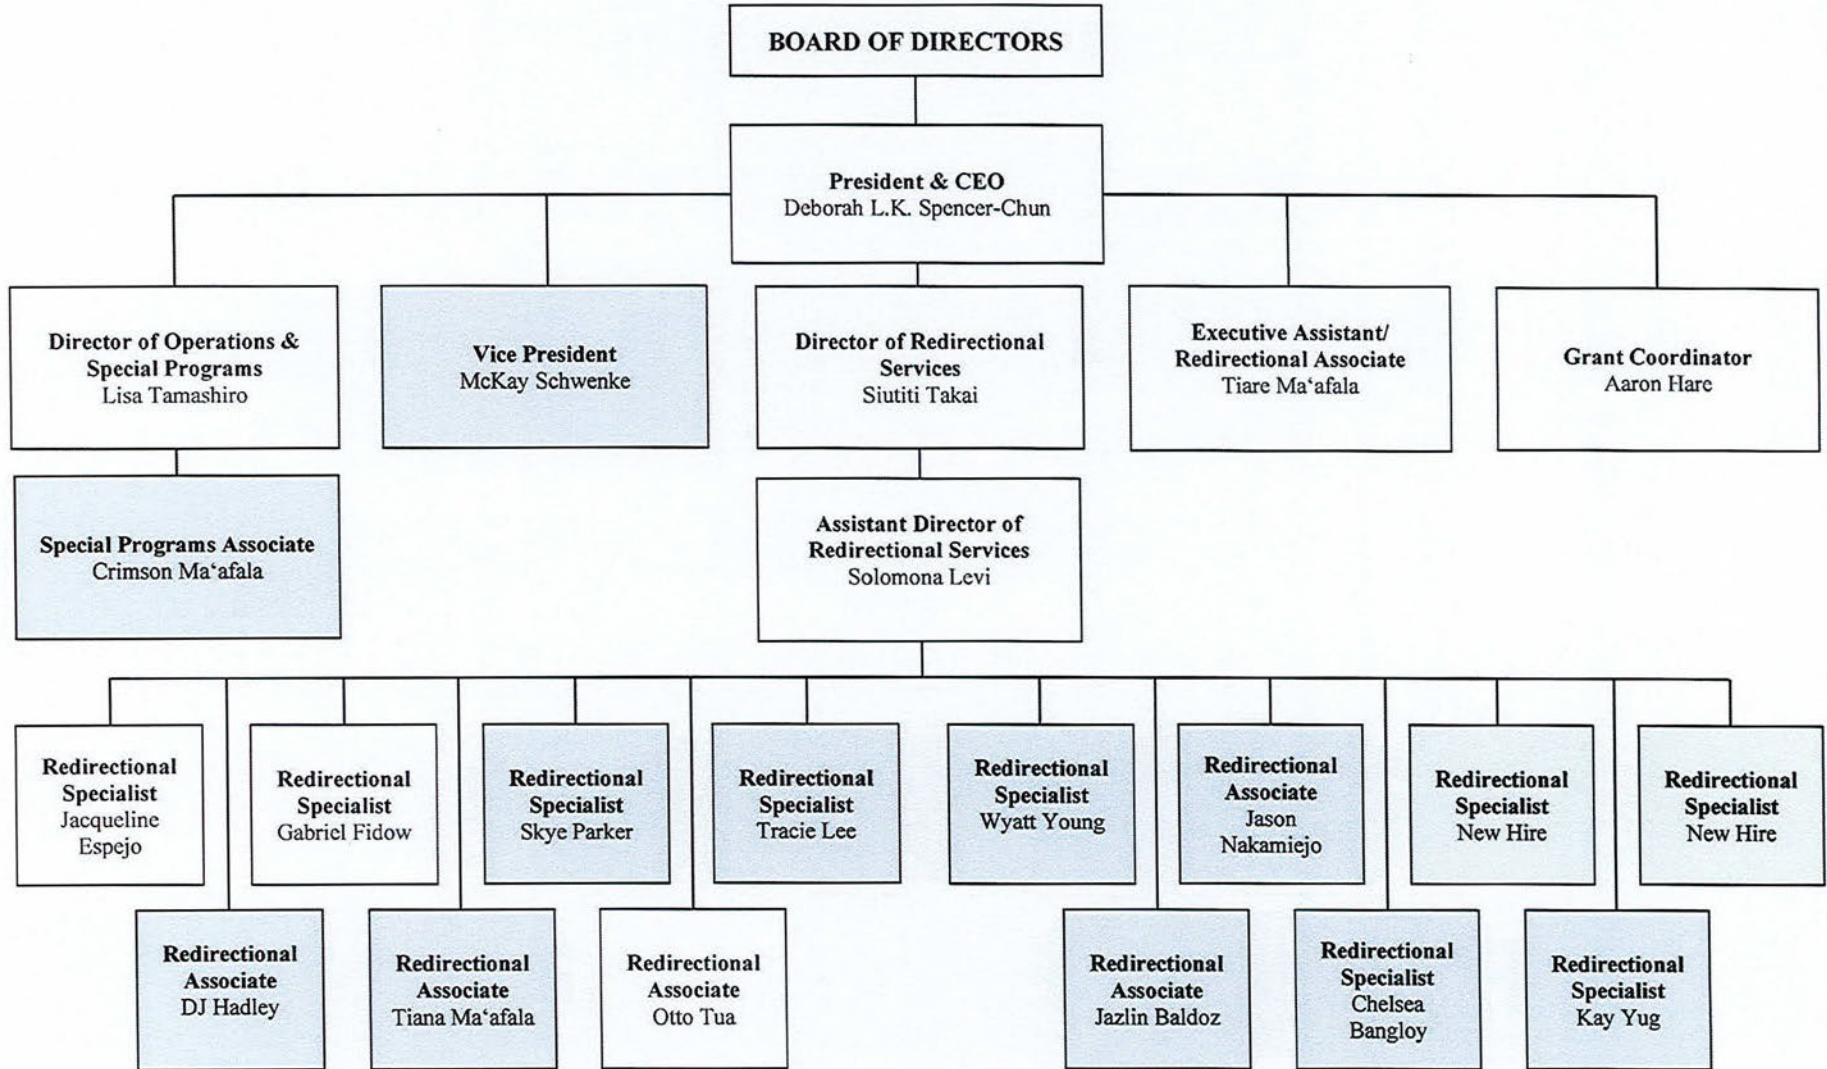 BOARD OF DIRECTORS
President & CEO
Deborah L.K. Spencer-Chun
Director of Operations &
Special Programs
Lisa Tamashiro
Vice President
McKay Schwenke
Director of Redirectional
Services
Siutiti Takai
Executive Assistant/
Redirectional Associate
Tiare Ma‘afala
Grant Coordinator
Aaron Hare
Special Programs Associate
Crimson Ma‘afala
Assistant Director of
Redirectional Services
Solomona Levi
Redirectional
Specialist
Jacqueline
Espejo
Redirectional
Specialist
Gabriel Fidow
Redirectional
Specialist
Skye Parker
Redirectional
Specialist
Tracie Lee
Redirectional
Specialist
Wyatt Young
Redirectional
Associate
Jason
Nakamiejo
Redirectional
Specialist
New Hire
Redirectional
Specialist
New Hire
Redirectional
Associate
DJ Hadley
Redirectional
Associate
Tiana Ma‘afala
Redirectional
Associate
Otto Tua
Redirectional
Associate
Jazlin Baldoz
Redirectional
Specialist
Chelsea
Bangloy
Redirectional
Specialist
Kay Yug